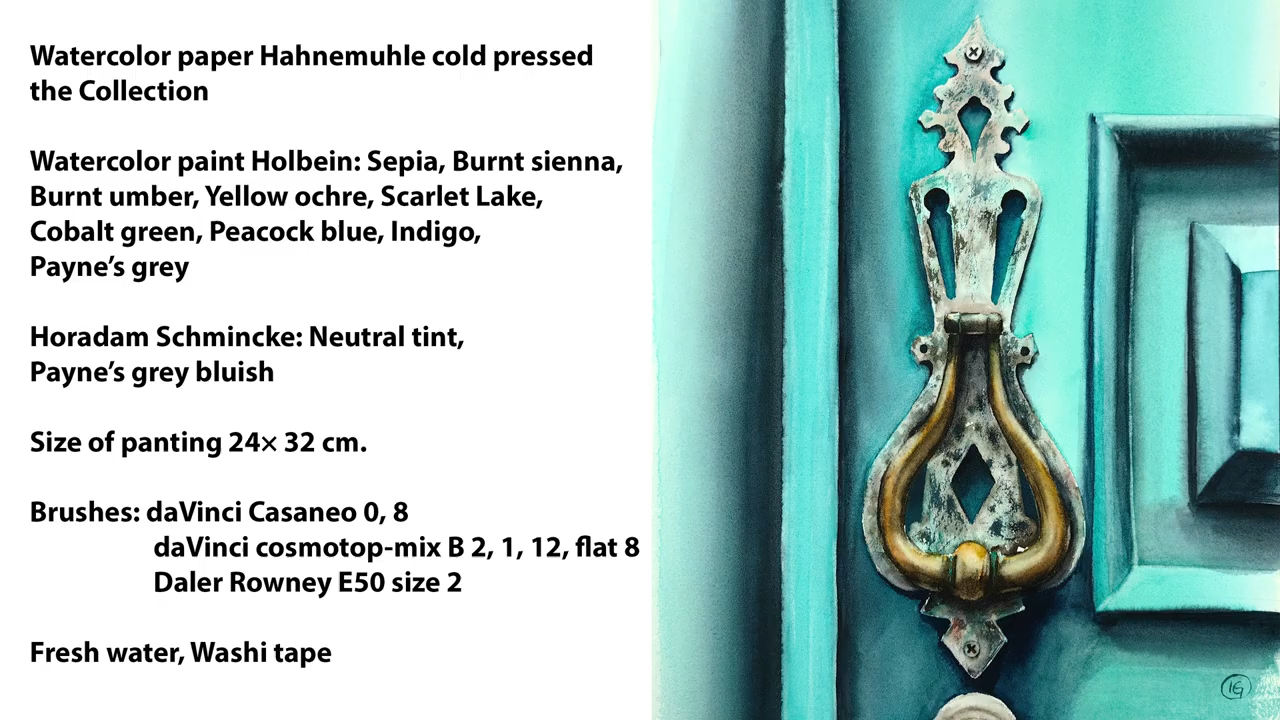 Watercolor paper Hahnemuhle cold pressed
the Collection
Watercolor paint Holbein: Sepia, Burnt sienna,
Burnt umber, Yellow ochre, Scarlet Lake,
Cobalt green, Peacock blue, Indigo,
Payne’s grey
Horadam Schmincke: Neutral tint,
Payne’s grey bluish
Size of panting 24× 32 cm.
Brushes: daVinci Casaneo 0, 8
daVinci cosmotop-mix B 2, 1, 12, flat 8
Daler Rowney E50 size 2
Fresh water, Washi tape